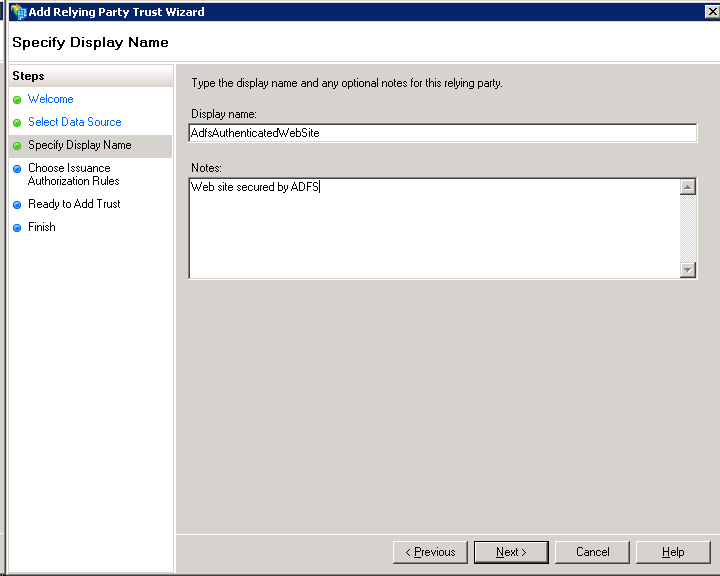 Add Relying Party Trust Wizard
Specify Display Name
Steps
Welcome
Select Data Source
Specify Display Name
Choose Issuance
Authorization Rules
Ready to Add Trust
Finish
Type the display name and any optional notes for this relying party.
Display name:
AdfsAuthenticatedWebSite
Notes:
Web site secured by ADFS
< Previous
Next >
Cancel
Help